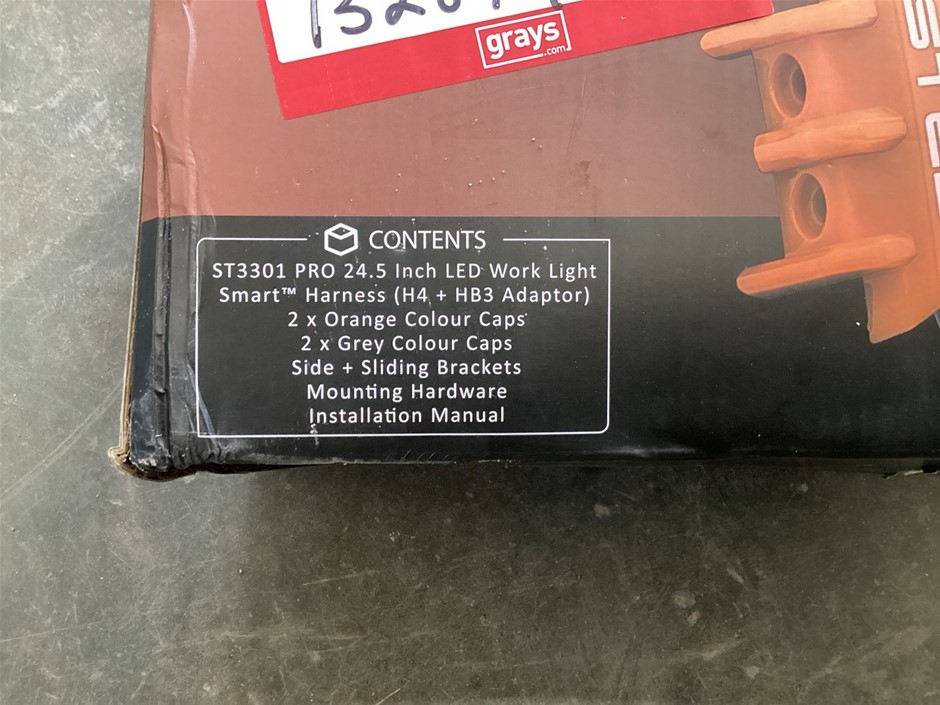 grays
.com
CONTENTS
ST3301 PRO 24.5 Inch LED Work Light
Smart™ Harness (H4 + HB3 Adaptor)
2 x Orange Colour Caps
2 x Grey Colour Caps
Side + Sliding Brackets
Mounting Hardware
Installation Manual